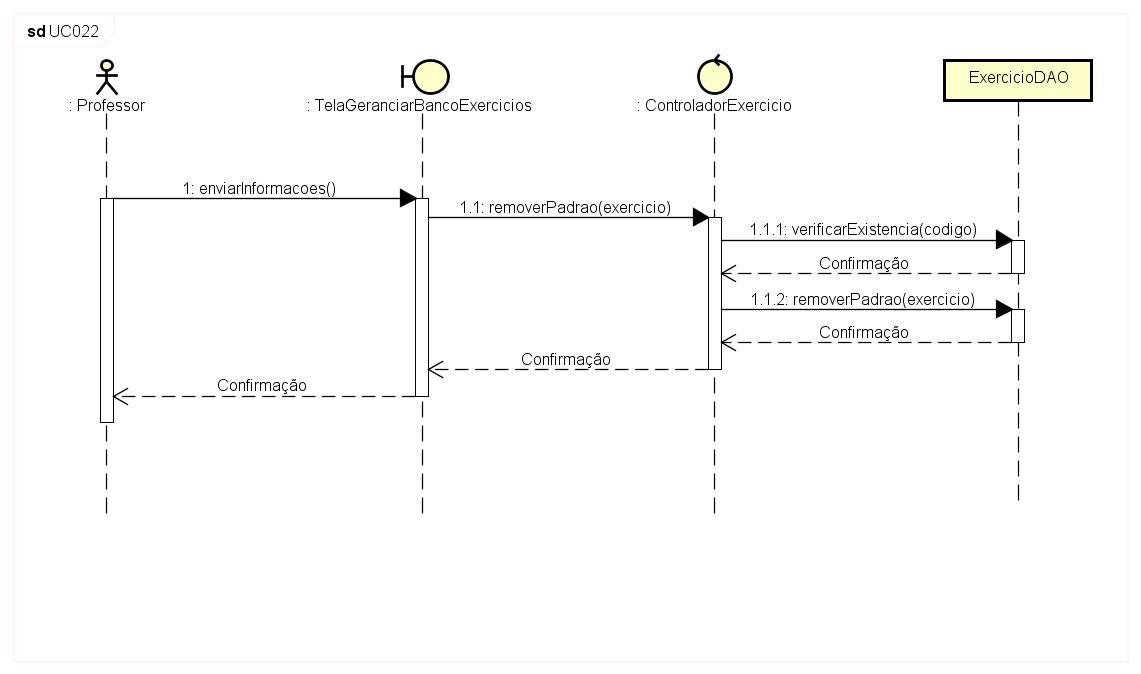 sd UC022
: Professor
: TelaGeranciarBancoExercicios
: ControladorExercicio
ExercicioDAO
1: enviarInformacoes()
1.1: removerPadrao(exercicio)
1.1.1: verificarExistencia(codigo)
Confirmação
1.1.2: removerPadrao(exercicio)
Confirmação
Confirmação
Confirmação